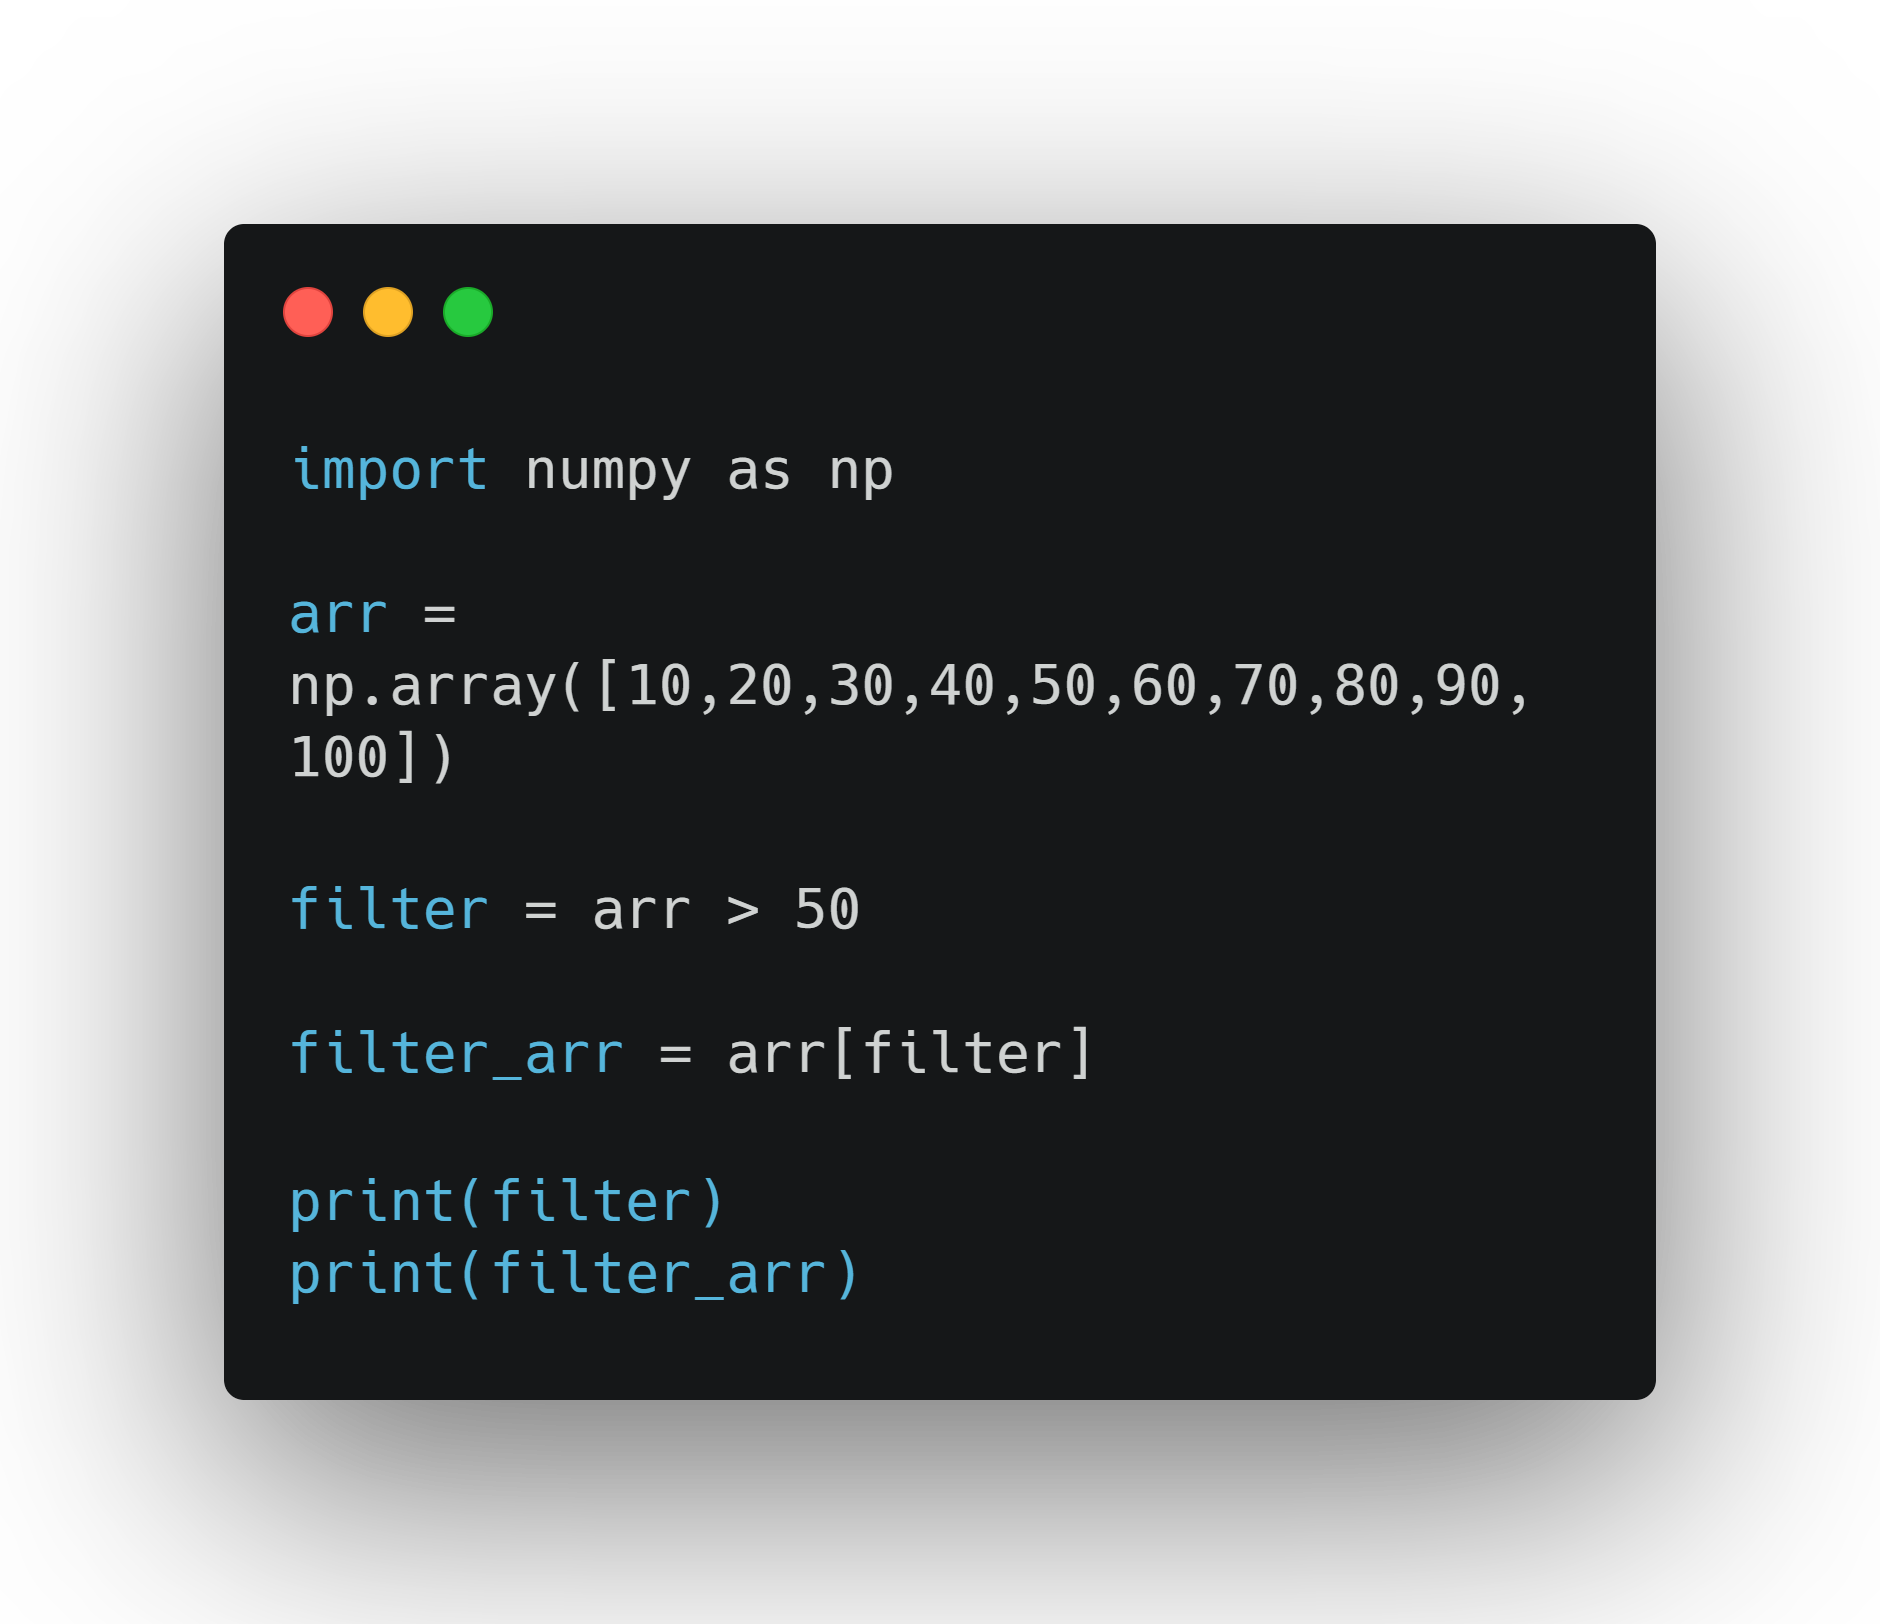 import numpy as np
arr =
np.array([10,20,30,40,50,60,70,80,90,
100])
filter = arr > 50
filter_arr = arr[filter]
print(filter)
print(filter_arr)